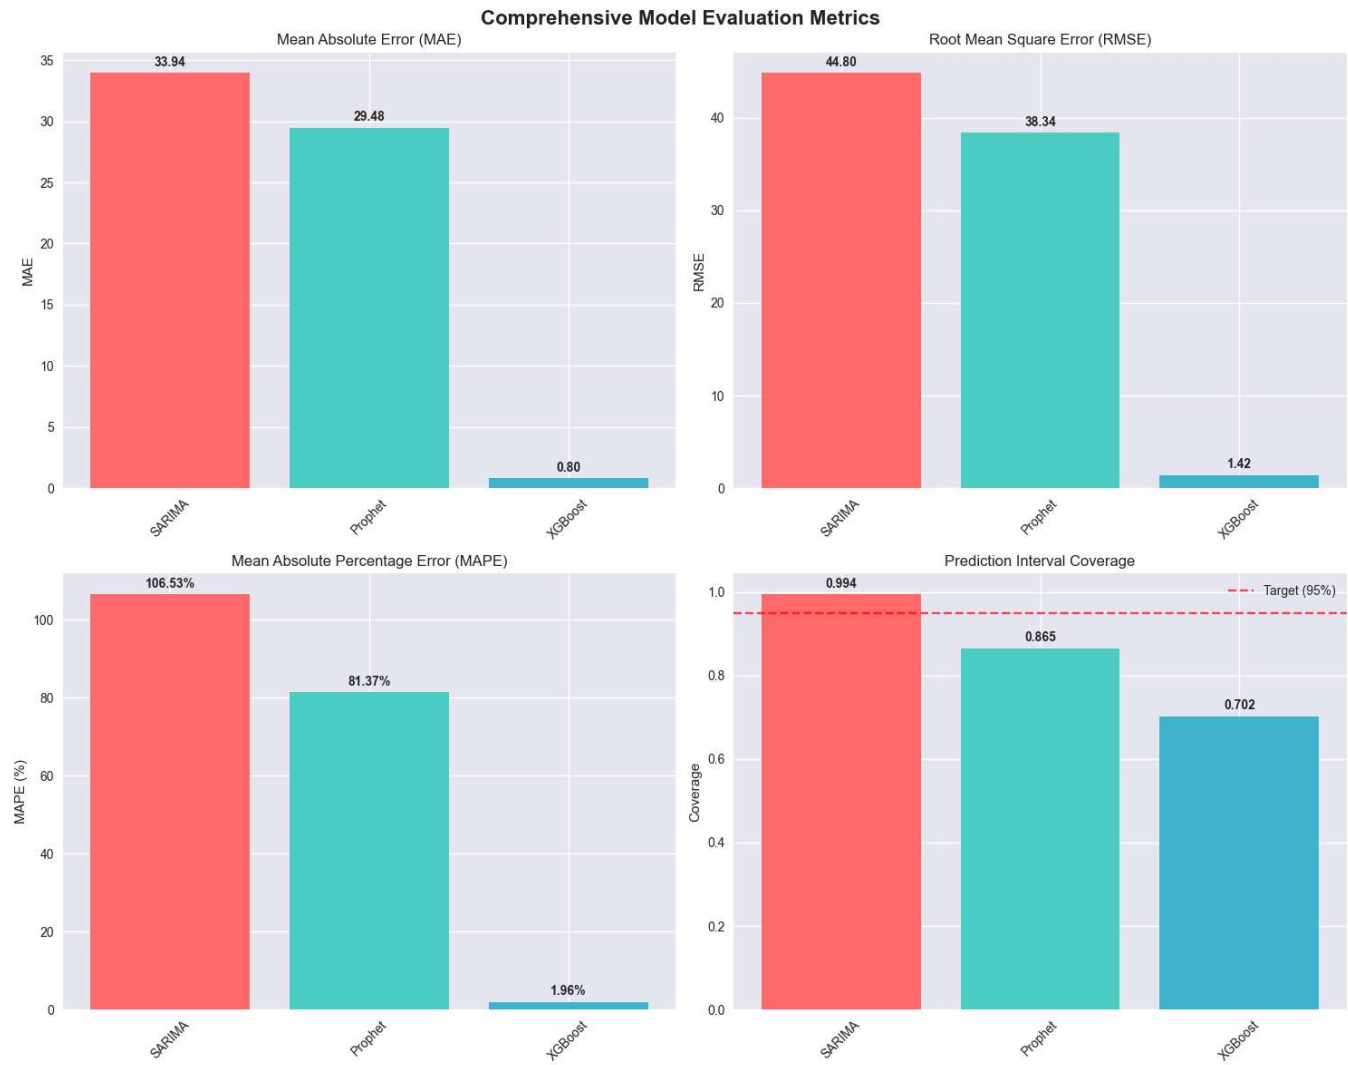 Comprehensive Model Evaluation Metrics
Mean Absolute Error (MAE)
35
30
25
20
15
10
5
0
MAE
33.94
29.48
0.80
SARIMA
Prophet
XGBoost
Root Mean Square Error (RMSE)
40
30
20
10
0
RMSE
44.80
38.34
1.42
SARIMA
Prophet
XGBoost
Mean Absolute Percentage Error (MAPE)
100
80
60
40
20
0
MAPE (%)
106.53%
81.37%
1.96%
SARIMA
Prophet
XGBoost
Prediction Interval Coverage
1.0
0.8
0.6
0.4
0.2
0.0
Coverage
0.994
0.865
0.702
Target (95%)
SARIMA
Prophet
XGBoost